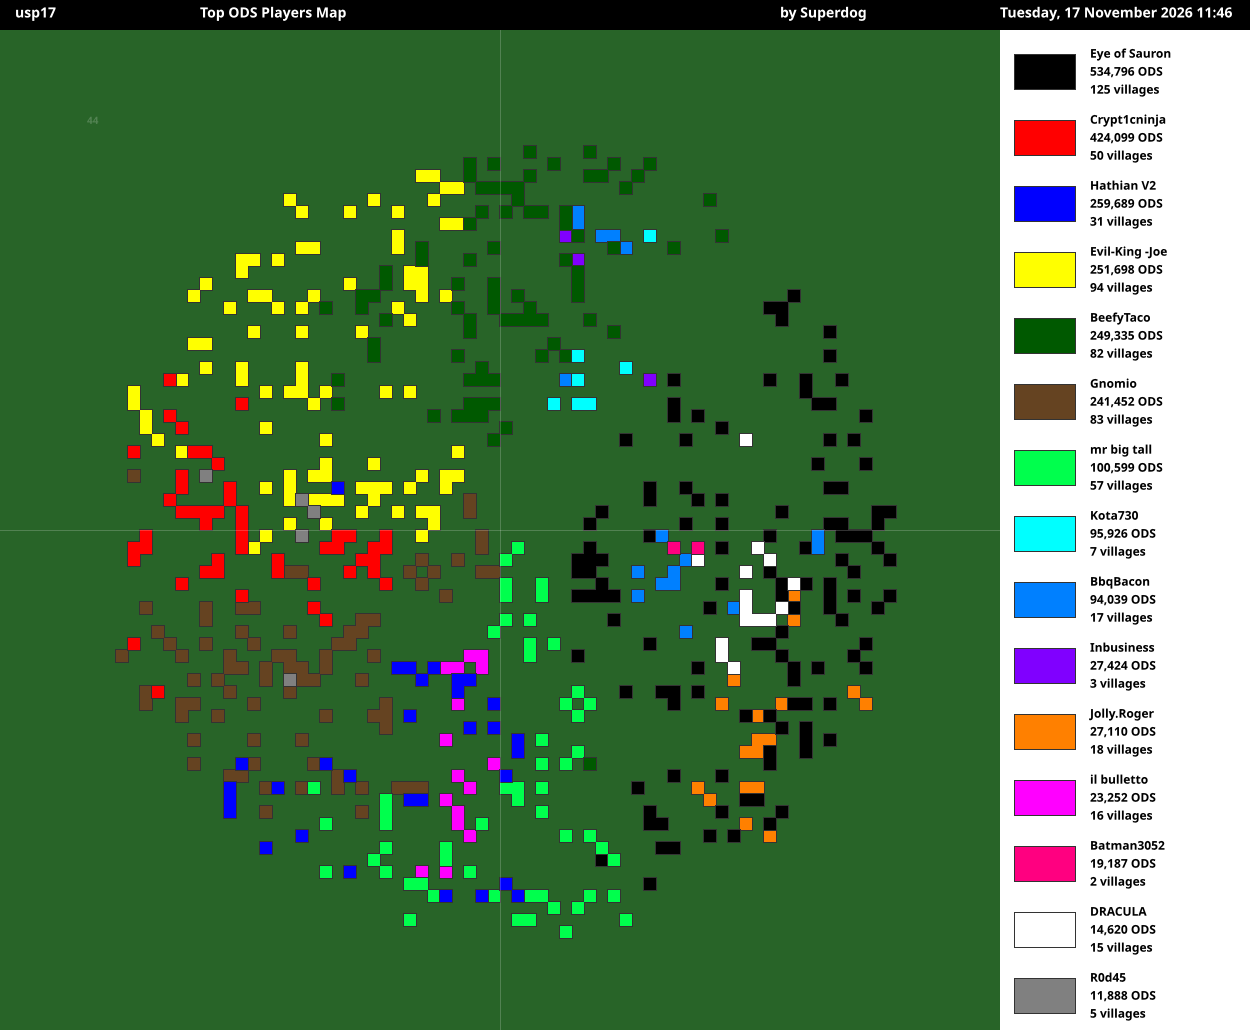 usp17 Top ODS Players Map by Superdog Tuesday, 17 November 2026 11:46
44
Eye of Sauron
534,796 ODS
125 villages
Crypt1cninja
424,099 ODS
50 villages
Hathian V2
259,689 ODS
31 villages
Evil-King -Joe
251,698 ODS
94 villages
BeefyTaco
249,335 ODS
82 villages
Gnomio
241,452 ODS
83 villages
mr big tall
100,599 ODS
57 villages
Kota730
95,926 ODS
7 villages
BbqBacon
94,039 ODS
17 villages
Inbusiness
27,424 ODS
3 villages
Jolly.Roger
27,110 ODS
18 villages
il bulletto
23,252 ODS
16 villages
Batman3052
19,187 ODS
2 villages
DRACULA
14,620 ODS
15 villages
R0d45
11,888 ODS
5 villages